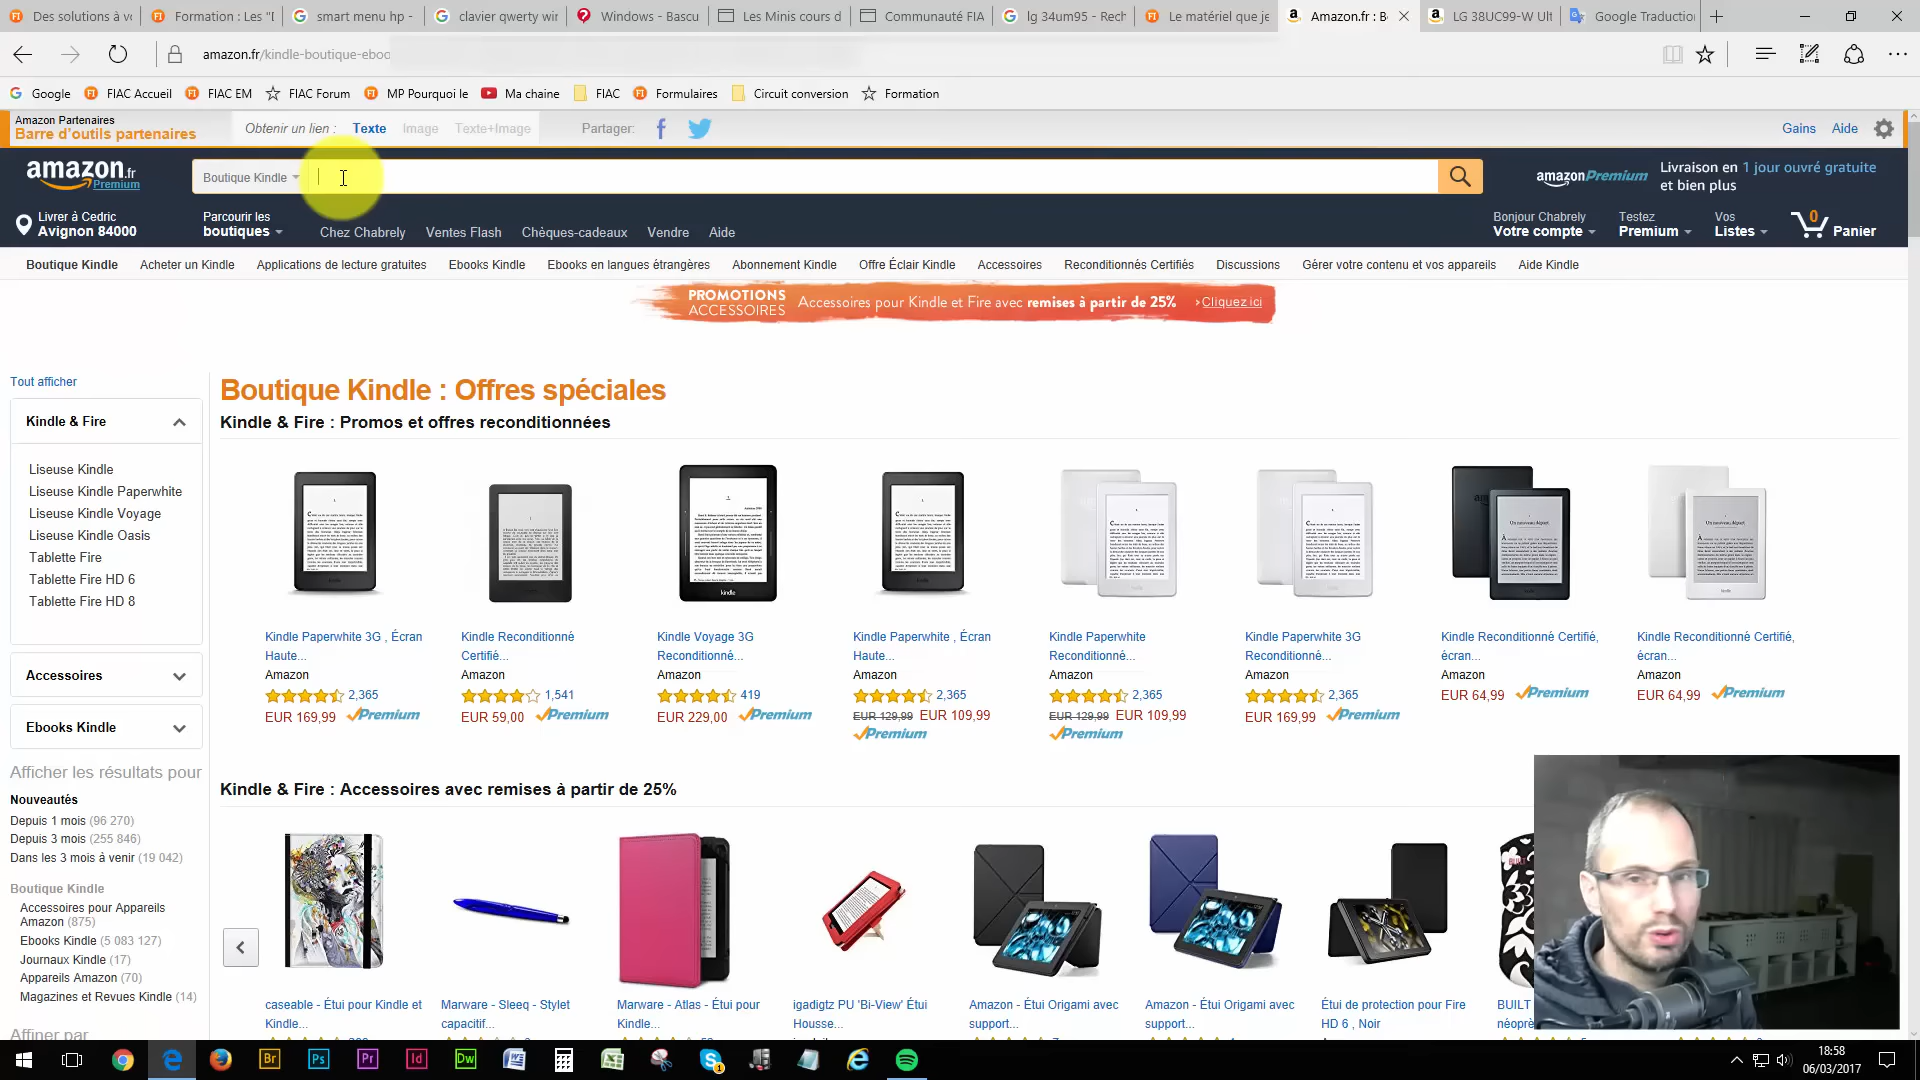 Des solutions à vo
Formation : Les "D
smart menu hp -
clavier qwerty win
Windows - Bascu
Les Minis cours d
Communauté FIA
lg 34um95 - Rech
Le matériel que je
Amazon.fr : B
LG 38UC99-W Ult
Google Traduction
amazon.fr/kindle-boutique-eboo
Google
FIAC Accueil
FIAC EM
FIAC Forum
MP Pourquoi le
Ma chaine
FIAC
Formulaires
Circuit conversion
Formation
Amazon Partenaires
Barre d'outils partenaires
Obtenir un lien :
Texte
Image
Texte+Image
Partager:
Gains
Aide
amazon.fr
Premium
Boutique Kindle
amazonPremium
Livraison en 1 jour ouvré gratuite
et bien plus
Livrer à Cedric
Avignon 84000
Parcourir les
boutiques
Chez Chabrely
Ventes Flash
Chèques-cadeaux
Vendre
Aide
Bonjour Chabrely
Votre compte
Testez
Premium
Vos
Listes
0
Panier
Boutique Kindle
Acheter un Kindle
Applications de lecture gratuites
Ebooks Kindle
Ebooks en langues étrangères
Abonnement Kindle
Offre Éclair Kindle
Accessoires
Reconditionnés Certifiés
Discussions
Gérer votre contenu et vos appareils
Aide Kindle
PROMOTIONS
ACCESSOIRES
Accessoires pour Kindle et Fire avec remises à partir de 25%
›Cliquez ici
Tout afficher
Kindle & Fire
Liseuse Kindle
Liseuse Kindle Paperwhite
Liseuse Kindle Voyage
Liseuse Kindle Oasis
Tablette Fire
Tablette Fire HD 6
Tablette Fire HD 8
Accessoires
Ebooks Kindle
Afficher les résultats pour
Nouveautés
Depuis 1 mois (96 270)
Depuis 3 mois (255 846)
Dans les 3 mois à venir (19 042)
Boutique Kindle
Accessoires pour Appareils
Amazon (875)
Ebooks Kindle (5 083 127)
Journaux Kindle (17)
Appareils Amazon (70)
Magazines et Revues Kindle (14)
Affiner par
Boutique Kindle : Offres spéciales
Kindle & Fire : Promos et offres reconditionnées
Kindle Paperwhite 3G , Écran
Haute...
Amazon
2,365
EUR 169,99 Premium
Kindle Reconditionné
Certifié...
Amazon
1,541
EUR 59,00 Premium
kindle
Kindle Voyage 3G
Reconditionné...
Amazon
419
EUR 229,00 Premium
Kindle Paperwhite , Écran
Haute...
Amazon
2,365
EUR 129,99 EUR 109,99
Premium
Kindle Paperwhite
Reconditionné...
Amazon
2,365
EUR 129,99 EUR 109,99
Premium
Kindle Paperwhite 3G
Reconditionné...
Amazon
2,365
EUR 169,99 Premium
Kindle Reconditionné Certifié,
écran...
Amazon
EUR 64,99 Premium
Kindle Reconditionné Certifié,
écran...
Amazon
EUR 64,99 Premium
Kindle & Fire : Accessoires avec remises à partir de 25%
caseable - Étui pour Kindle et
Kindle...
Marware - Sleeq - Stylet
capacitif...
Marware - Atlas - Étui pour
Kindle...
igadigtz PU 'Bi-View' Étui
Housse...
Amazon - Étui Origami avec
support...
Amazon - Étui Origami avec
support...
Étui de protection pour Fire
HD 6 , Noir
BUILT
BUILT
néoprè
Br
Ps
Pr
Id
Dw
18:58
06/03/2017